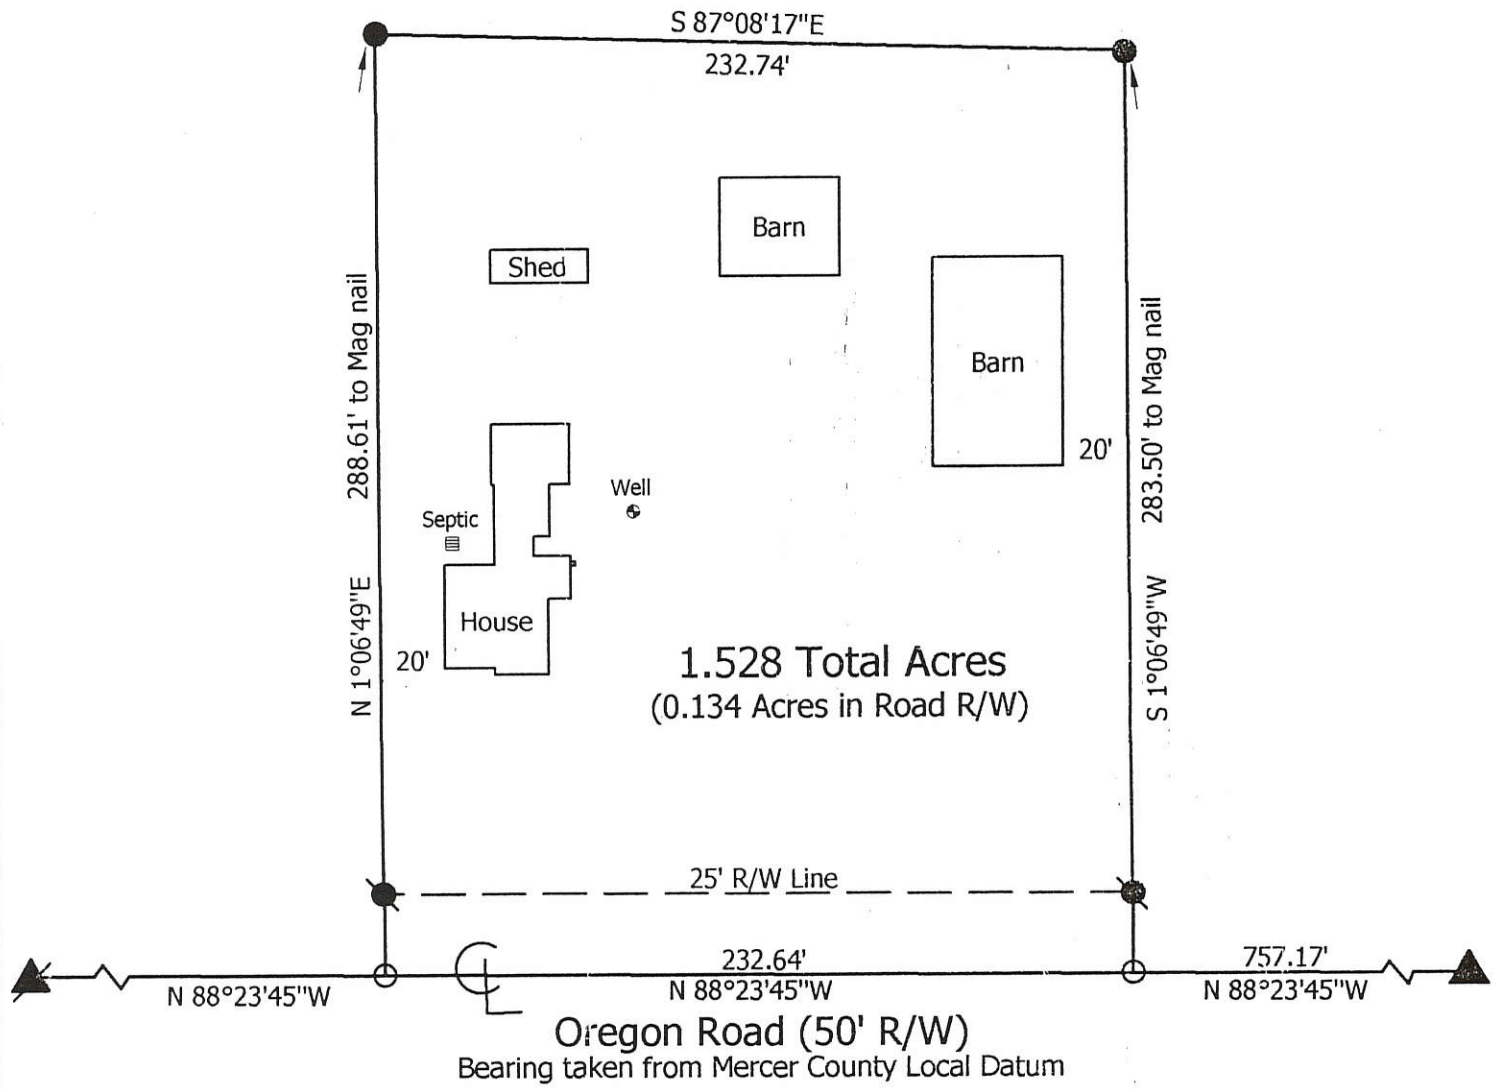 S 87°08'17"E
232.74'
Barn
Shed
Barn
288.61' to Mag nail
283.50' to Mag nail
20'
Well
Septic
N 1°06'49"E
S 1°06'49"W
House
20'
1.528 Total Acres
(0.134 Acres in Road R/W)
25' R/W Line
232.64'
757.17'
N 88°23'45"W
CL
N 88°23'45"W
N 88°23'45"W
Oregon Road (50' R/W)
Bearing taken from Mercer County Local Datum